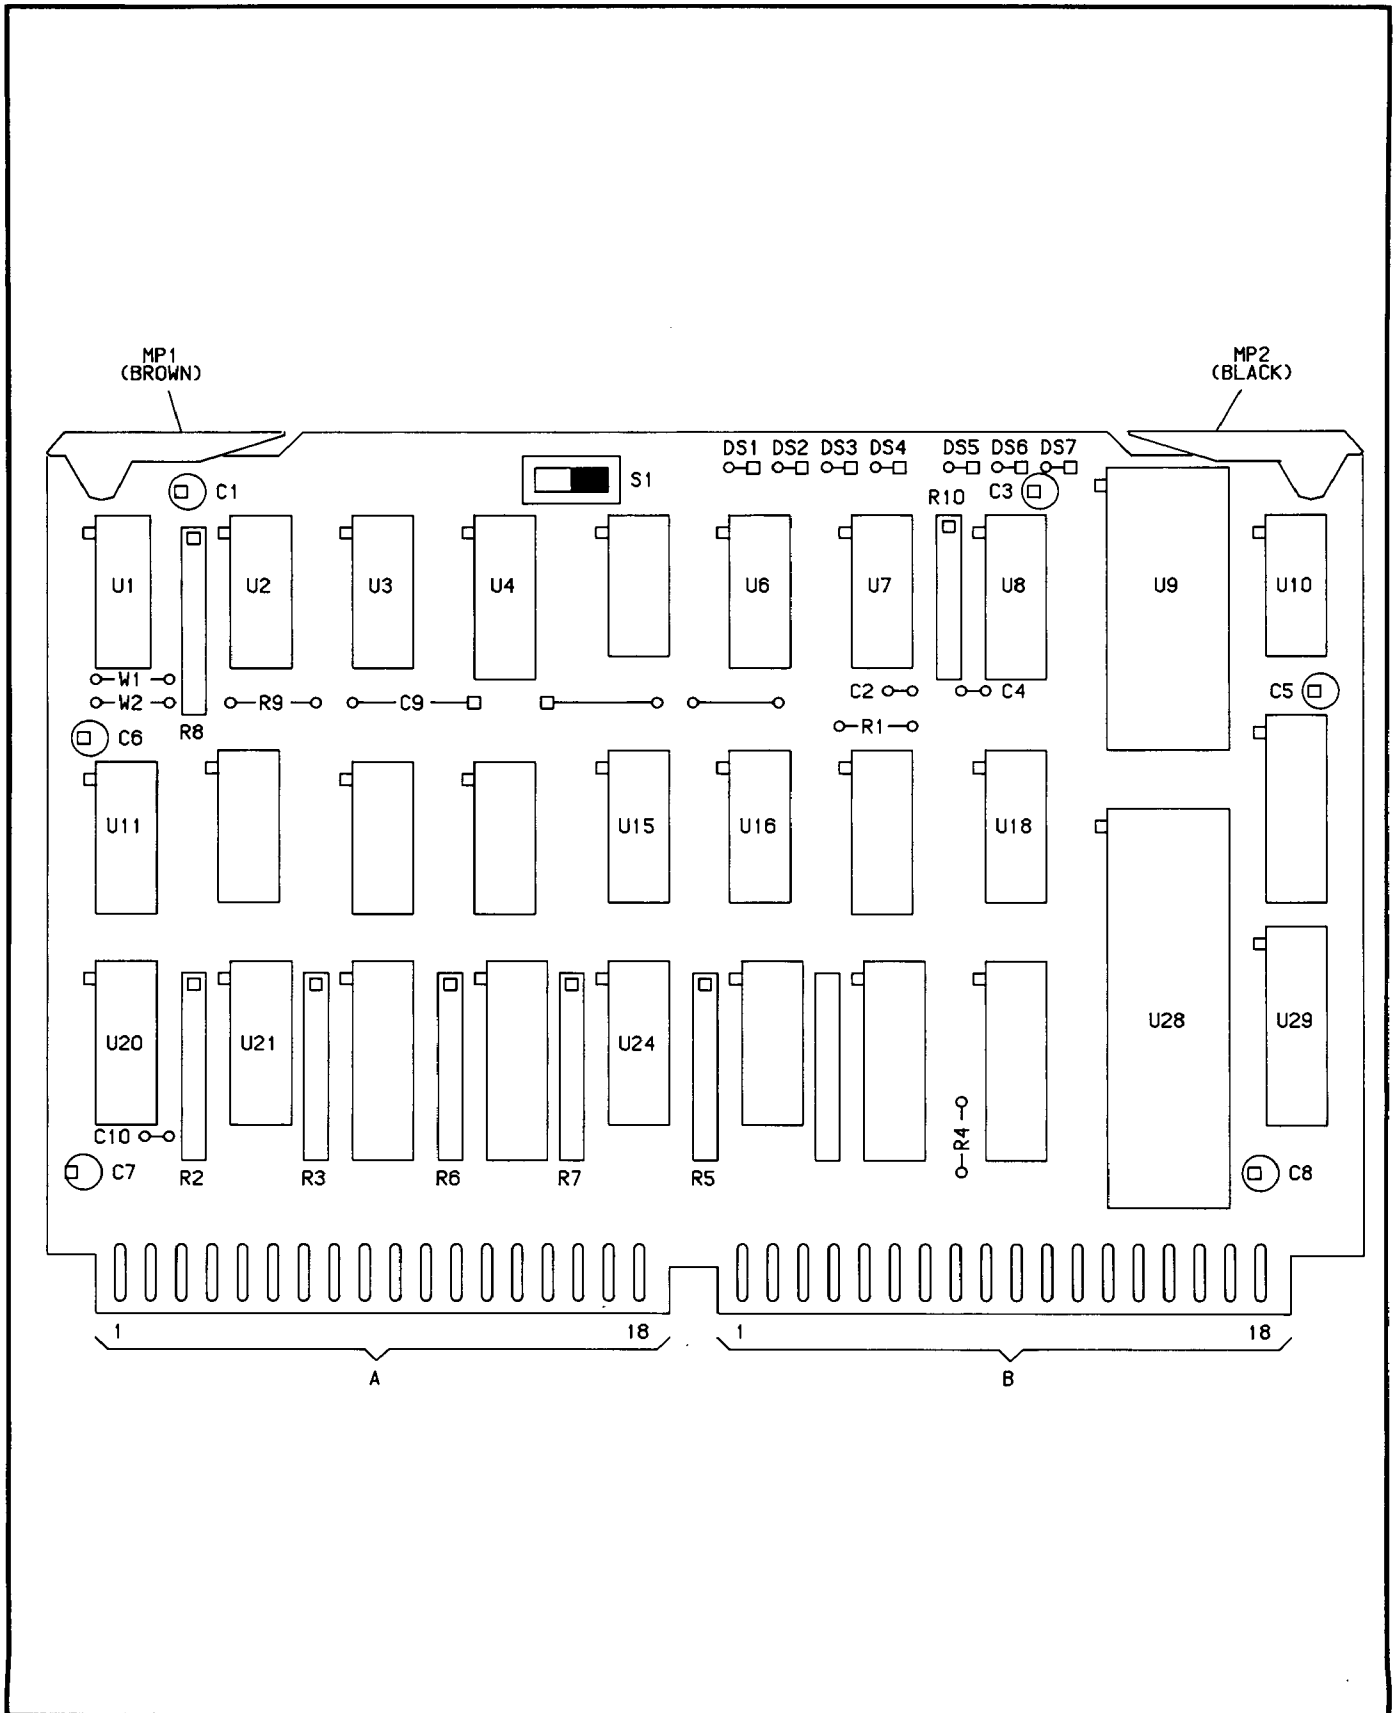 MP1
(BROWN)
MP2
(BLACK)
DS1 DS2 DS3 DS4 DS5 DS6 DS7
C1 S1 C3
R10
U1 U2 U3 U4 U6 U7 U8 U9 U10
W1
W2 R9 C9 C2 C4 C5
R8 R1
C6
U11 U15 U16 U18
U20 U21 U24 U28 U29
C10 R4
C7 R2 R3 R6 R7 R5 C8
1 18 1 18
A B